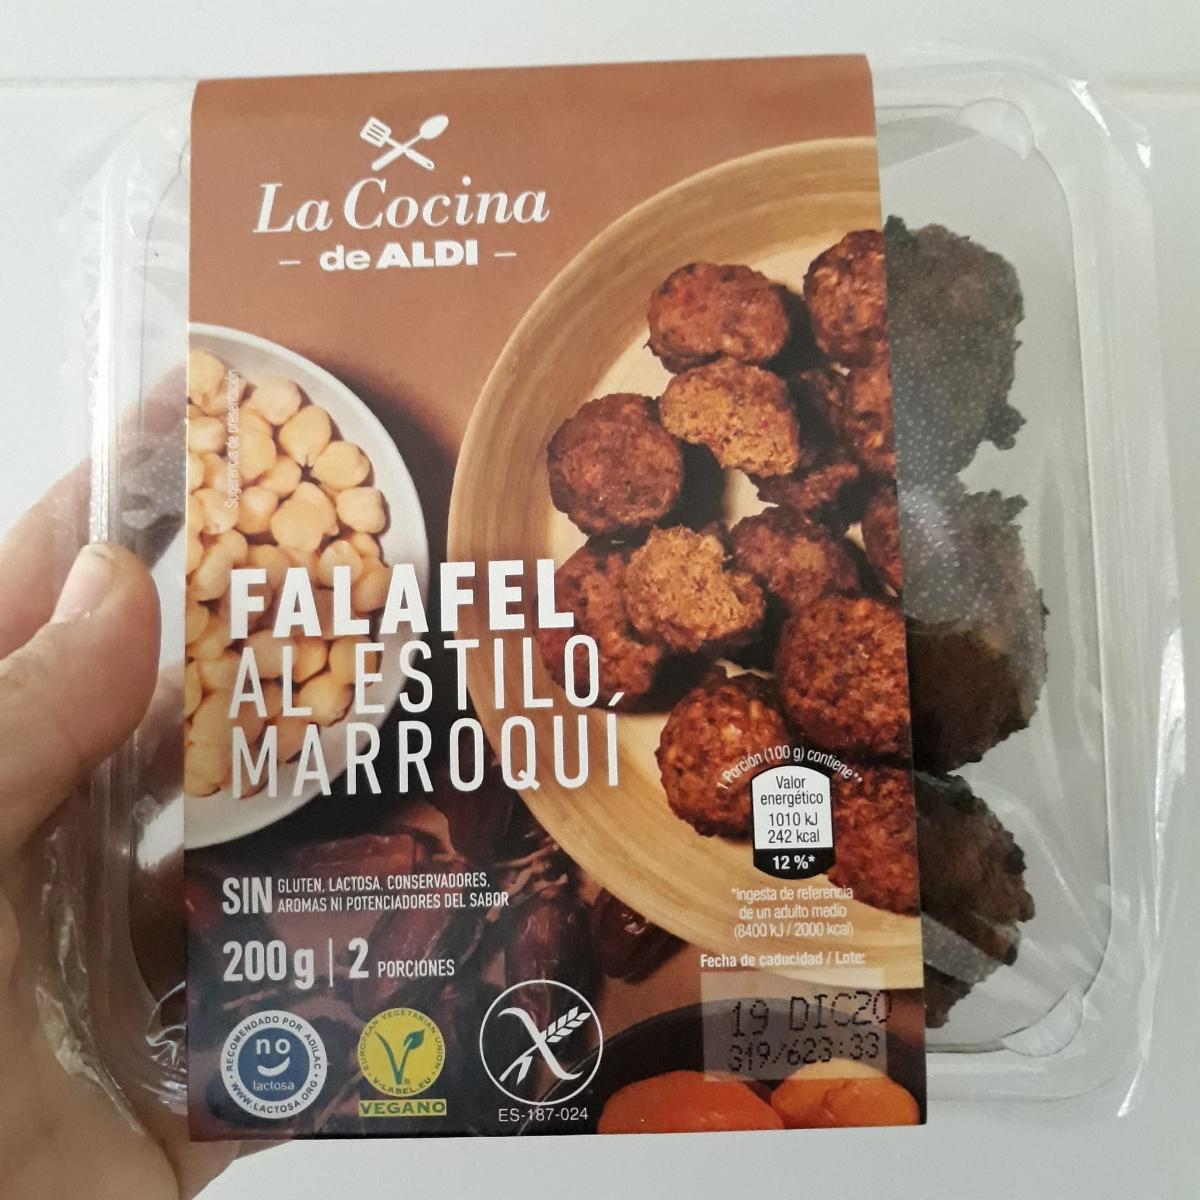 La Cocina
– de ALDI –
Sugerencia de presentación
FALAFEL
AL ESTILO
MARROQUÍ
1 Porción (100 g) contiene**
Valor
energético
1010 kJ
242 kcal
12 %*
*Ingesta de referencia
de un adulto medio
(8400 kJ / 2000 kcal)
SIN GLUTEN, LACTOSA, CONSERVADORES,
AROMAS NI POTENCIADORES DEL SABOR
200 g | 2 PORCIONES
Fecha de caducidad / Lote:
19 DIC20
319/623:33
RECOMENDADO POR ADILAC
no
lactosa
WWW.LACTOSA.ORG
EUROPEAN VEGETARIAN UNION
V-LABEL.EU
VEGANO
ES-187-024